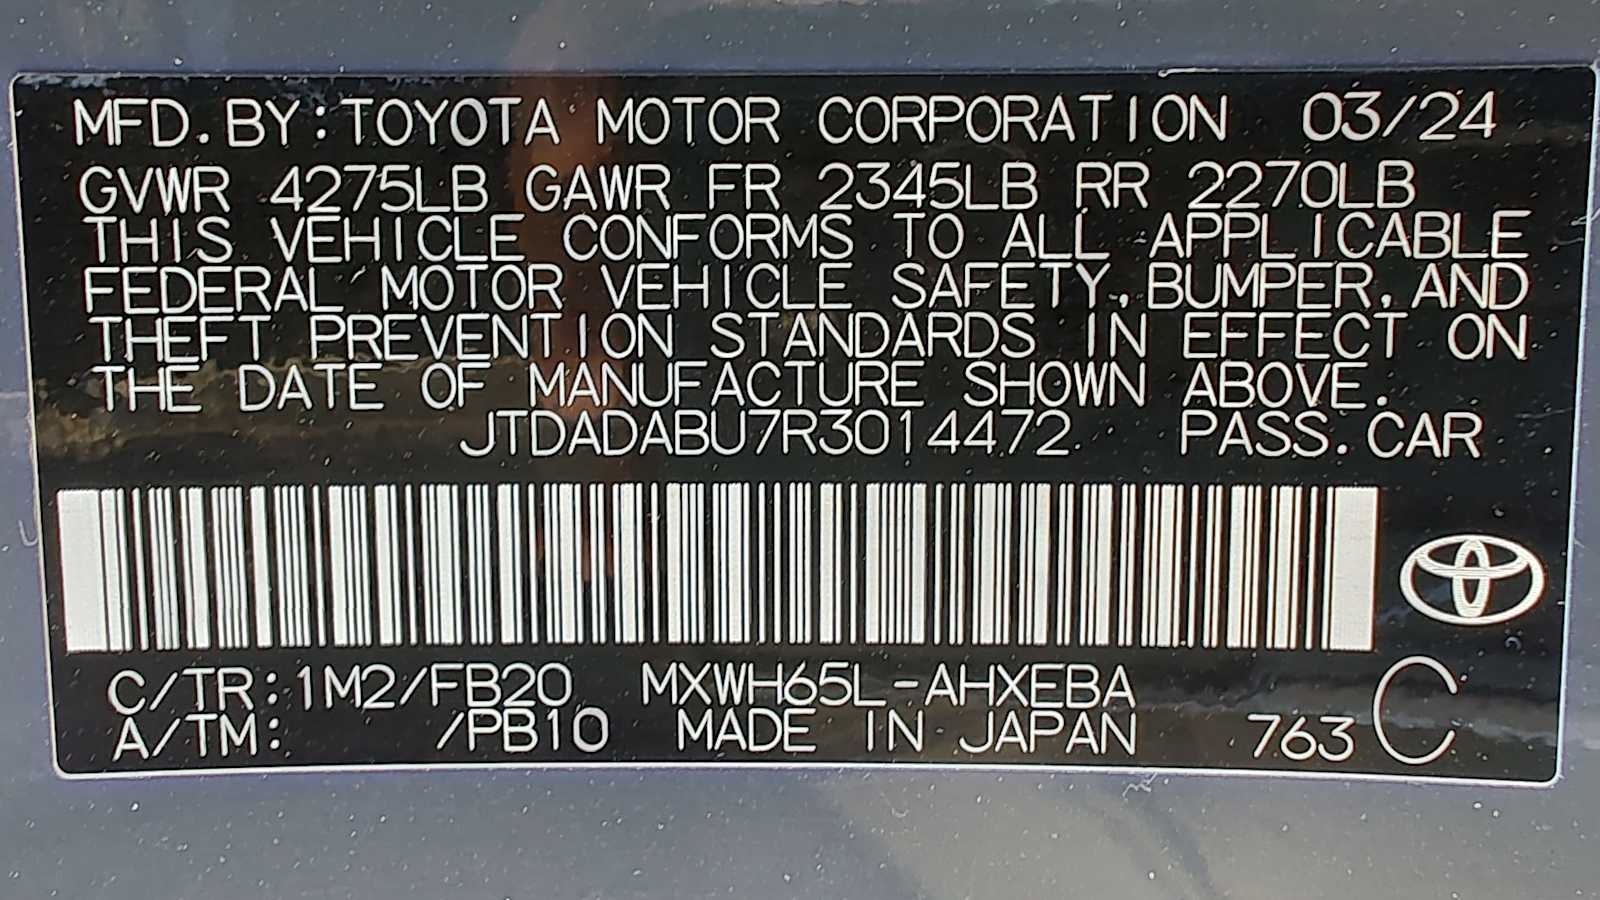 MFD. BY: TOYOTA MOTOR CORPORATION 03/24
GVWR 4275LB GAWR FR 2345LB RR 2270LB
THIS VEHICLE CONFORMS TO ALL APPLICABLE
FEDERAL MOTOR VEHICLE SAFETY, BUMPER, AND
THEFT PREVENTION STANDARDS IN EFFECT ON
THE DATE OF MANUFACTURE SHOWN ABOVE.
JTDADABU7R3014472 PASS. CAR
C/TR: 1M2/FB20 MXWH65L-AHXEBA
A/TM: /PB10 MADE IN JAPAN 763 C